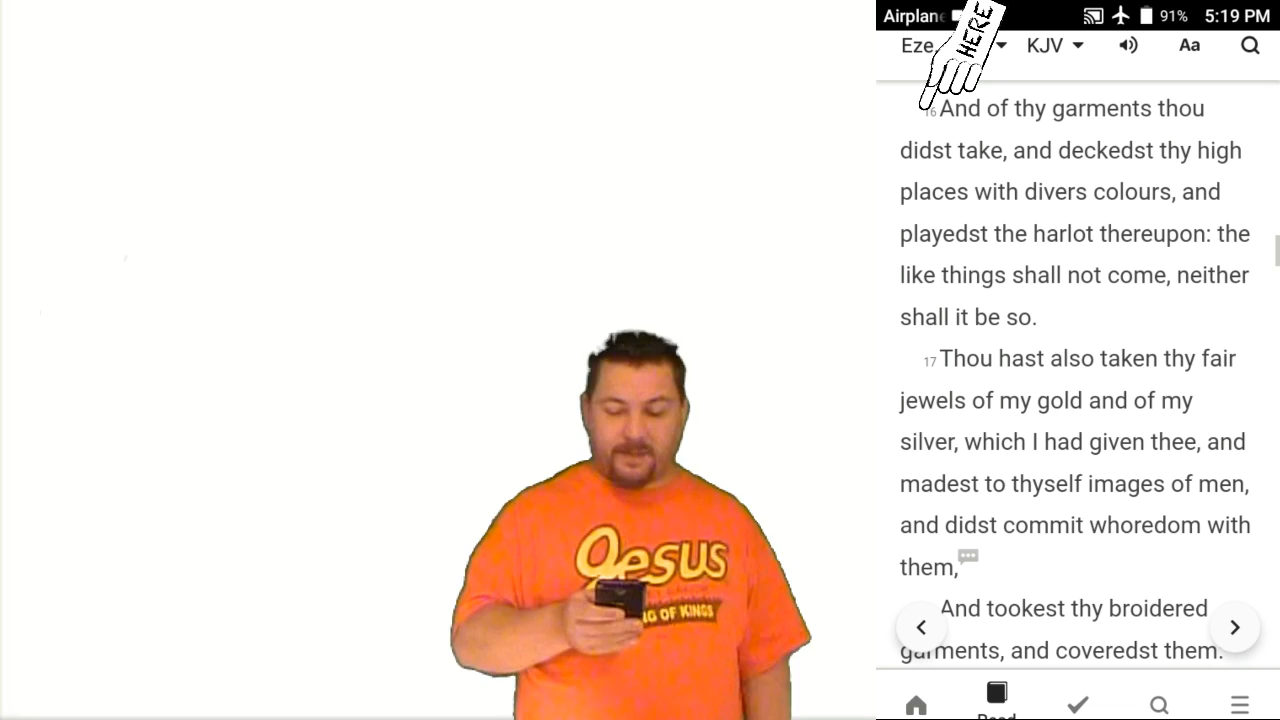 Airplan
91%
5:19 PM
HERE
Eze
KJV
Aa
16 And of thy garments thou
didst take, and deckedst thy high
places with divers colours, and
playedst the harlot thereupon: the
like things shall not come, neither
shall it be so.
17 Thou hast also taken thy fair
jewels of my gold and of my
silver, which I had given thee, and
madest to thyself images of men,
and didst commit whoredom with
them,
And tookest thy broidered
garments, and coveredst them:
Jesus
KING OF KINGS